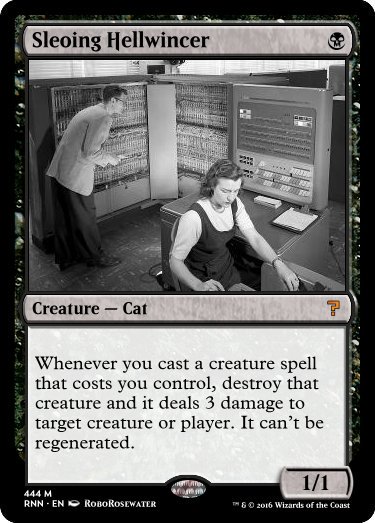 Sleoing Hellwincer
Creature — Cat
Whenever you cast a creature spell
that costs you control, destroy that
creature and it deals 3 damage to
target creature or player. It can't be
regenerated.
1/1
444 M
RNN • EN RoboRosewater
™ & © 2016 Wizards of the Coast